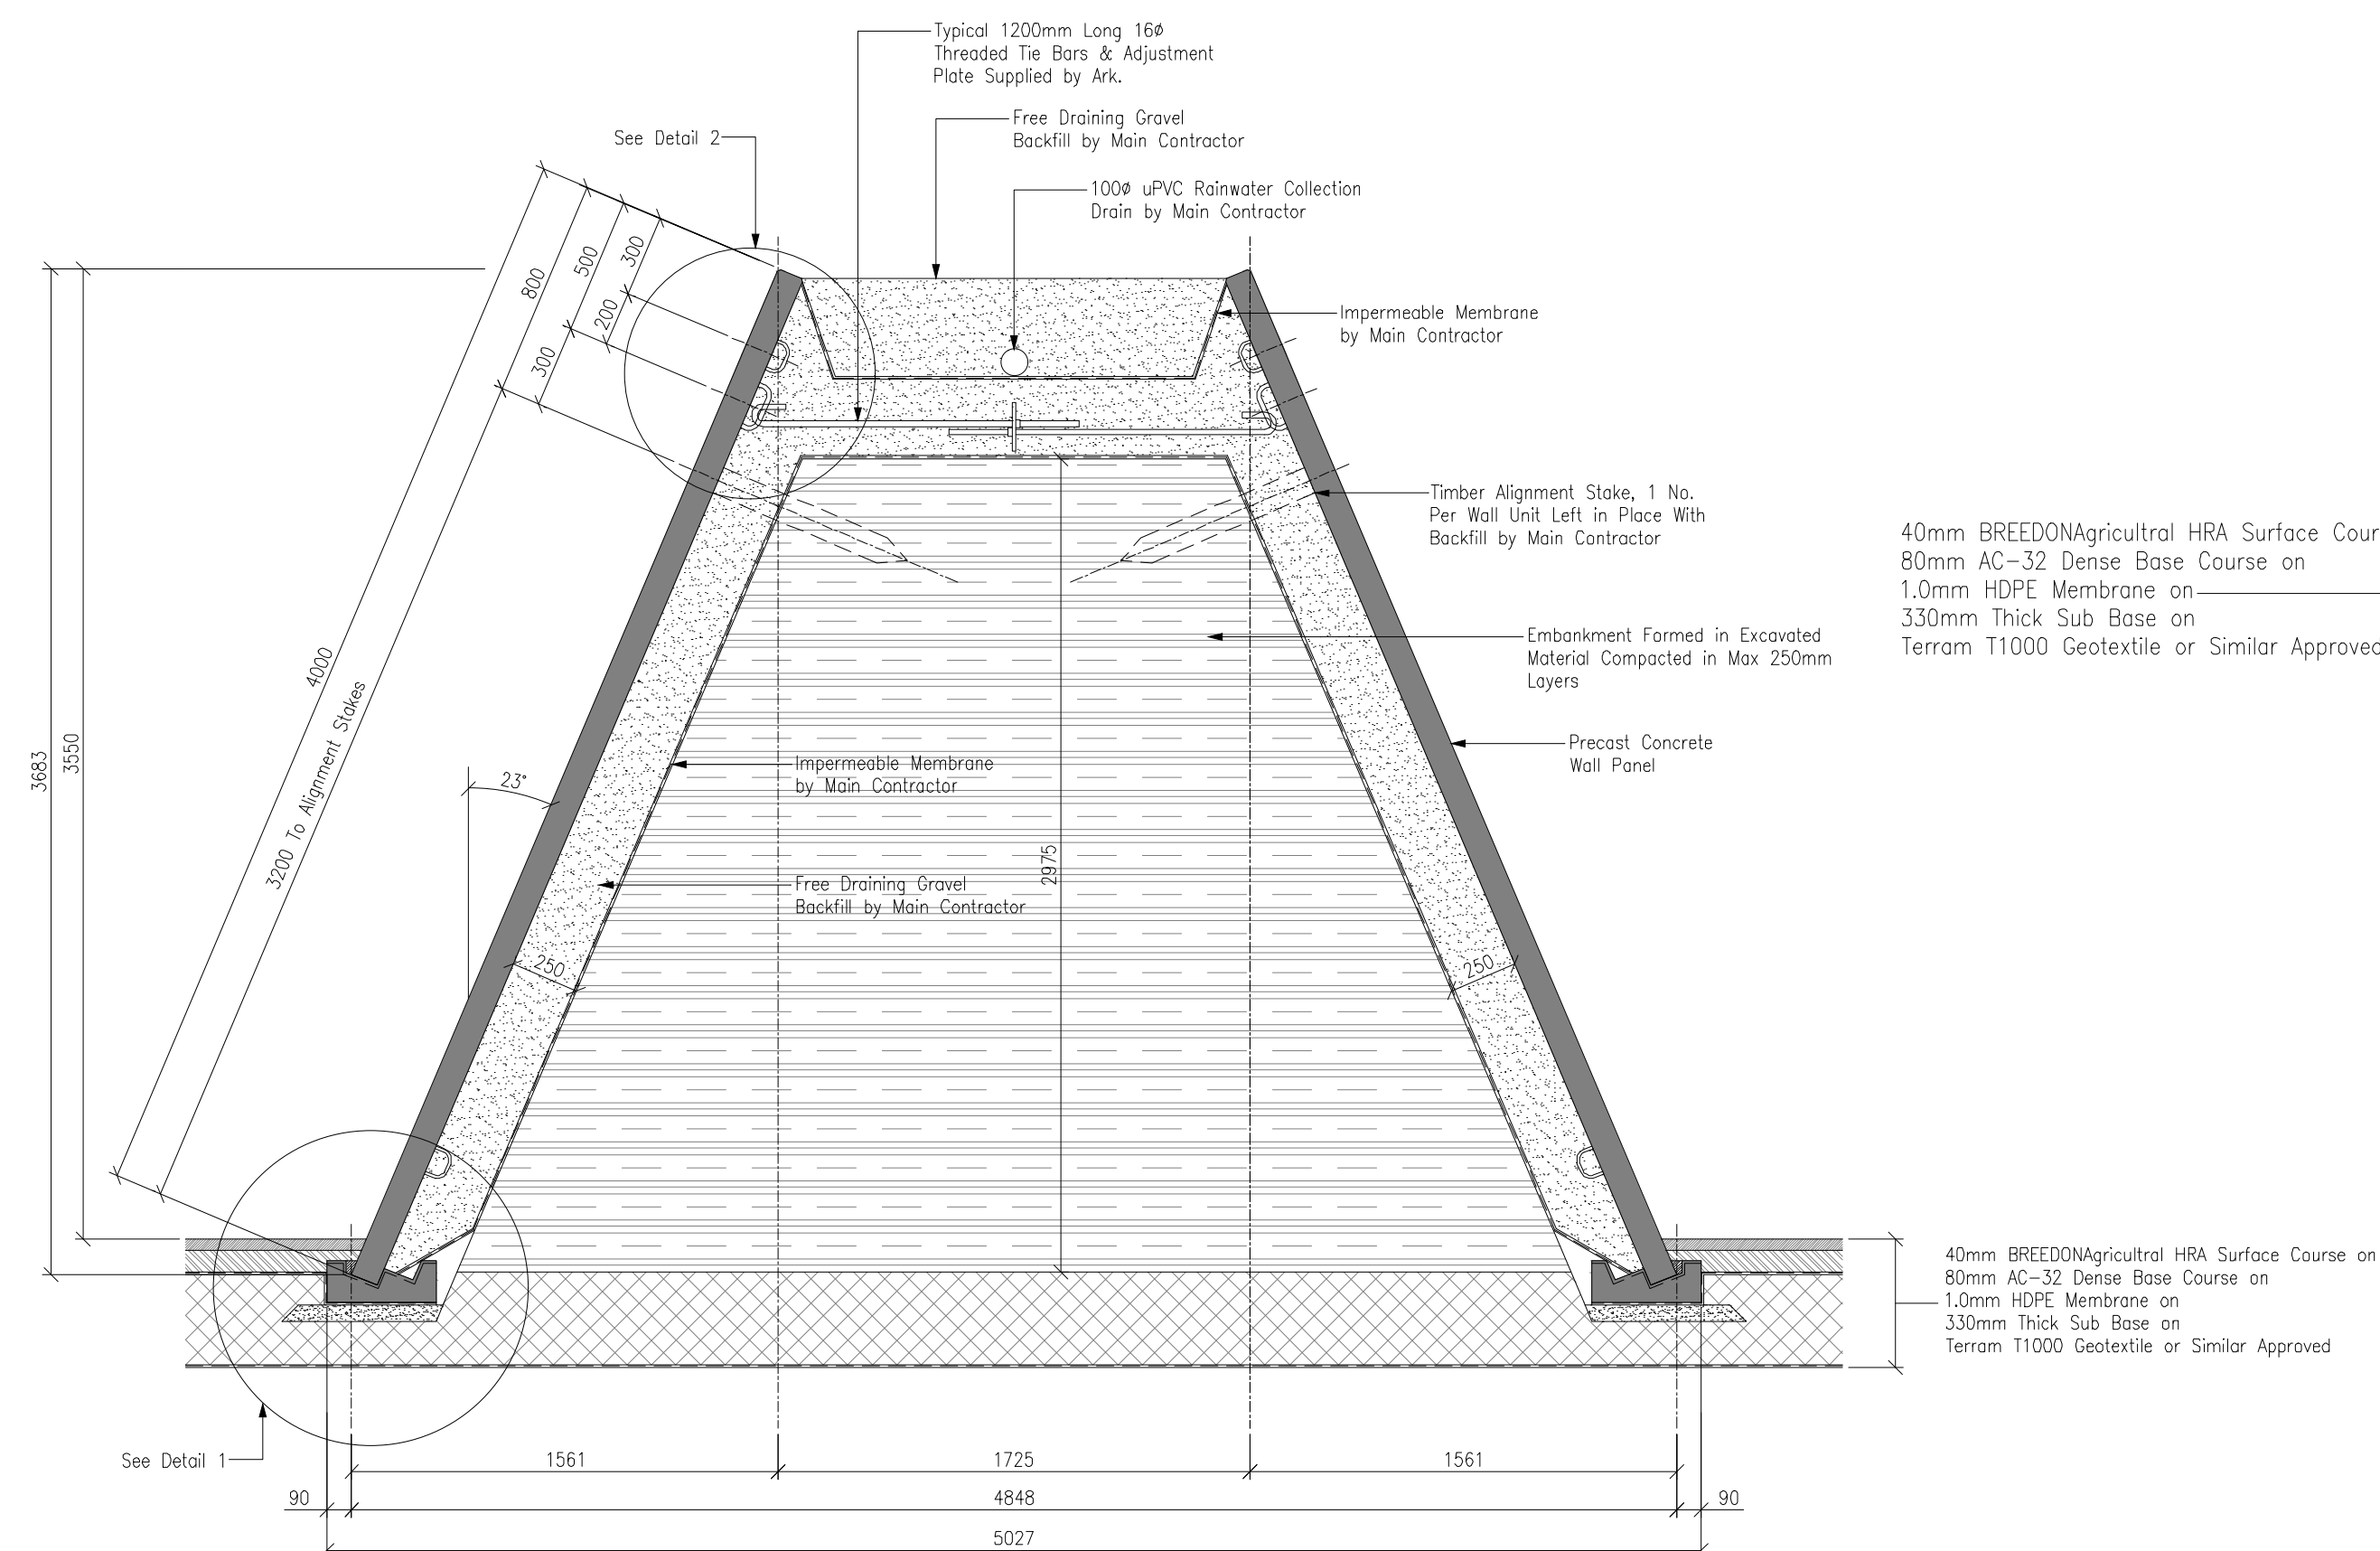 Typical 1200mm Long 16ø
Threaded Tie Bars & Adjustment
Plate Supplied by Ark.
Free Draining Gravel
Backfill by Main Contractor
See Detail 2
100ø uPVC Rainwater Collection
Drain by Main Contractor
300
500
800
200
300
Impermeable Membrane
by Main Contractor
Timber Alignment Stake, 1 No.
Per Wall Unit Left in Place With
Backfill by Main Contractor
40mm BREEDONAgricultral HRA Surface Cour
80mm AC-32 Dense Base Course on
1.0mm HDPE Membrane on
330mm Thick Sub Base on
Terram T1000 Geotextile or Similar Approved
Embankment Formed in Excavated
Material Compacted in Max 250mm
Layers
4000
3200 To Alignment Stakes
3683
3550
Precast Concrete
Wall Panel
23°
Impermeable Membrane
by Main Contractor
2975
Free Draining Gravel
Backfill by Main Contractor
250
250
40mm BREEDONAgricultral HRA Surface Course on
80mm AC-32 Dense Base Course on
1.0mm HDPE Membrane on
330mm Thick Sub Base on
Terram T1000 Geotextile or Similar Approved
See Detail 1
1561
1725
1561
90
4848
90
5027